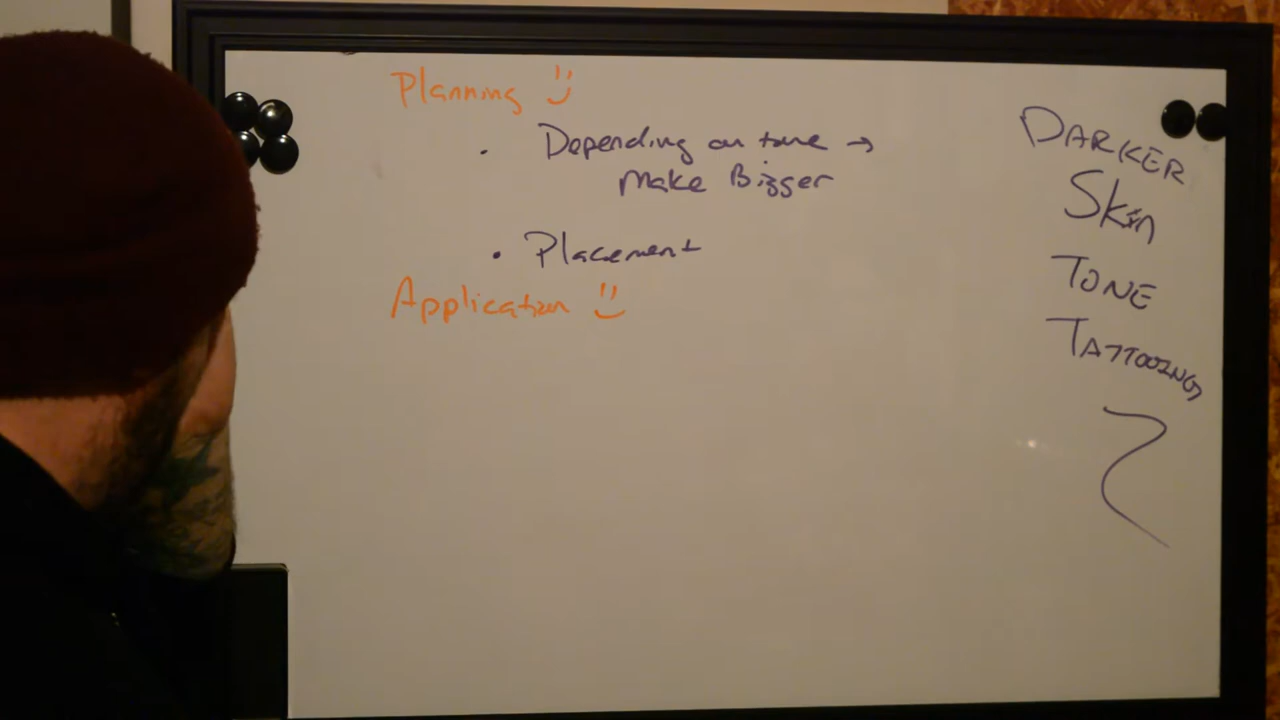 Planning
• Depending on tone →
Make Bigger
• Placement
Application
DARKER
Skin
TONE
TATTOOING